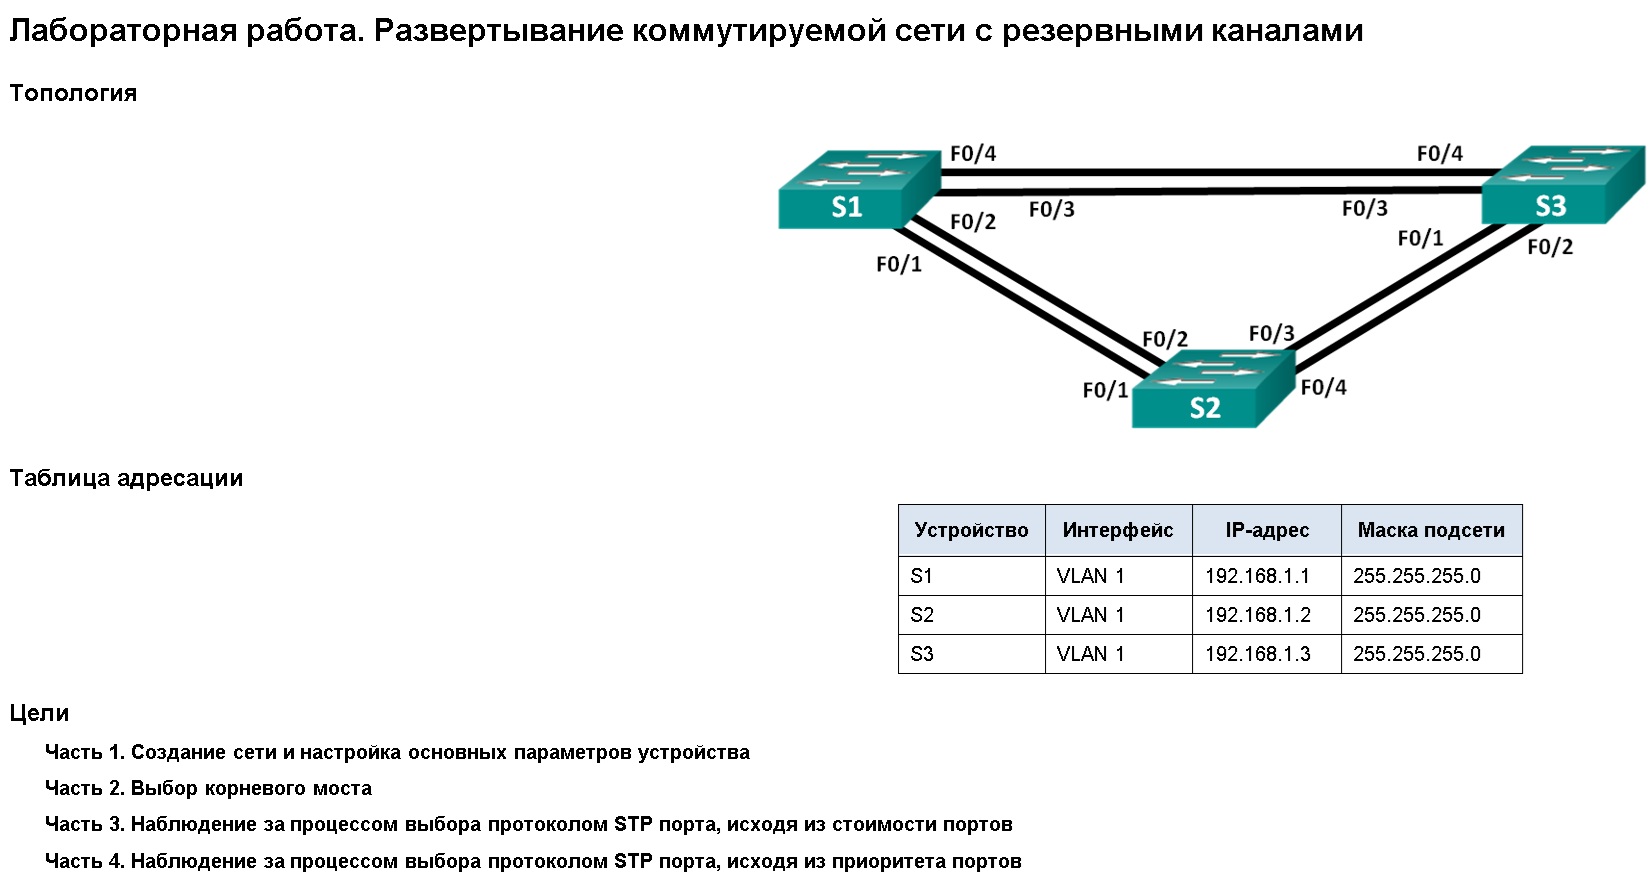 Лабораторная работа. Развертывание коммутируемой сети с резервными каналами
Топология
F0/4
F0/4
S1
S3
F0/3
F0/3
F0/2
F0/1
F0/1
F0/2
F0/2
F0/3
F0/1
F0/4
S2
Таблица адресации
Устройство Интерфейс IP-адрес Маска подсети
S1 VLAN 1 192.168.1.1 255.255.255.0
S2 VLAN 1 192.168.1.2 255.255.255.0
S3 VLAN 1 192.168.1.3 255.255.255.0
Цели
Часть 1. Создание сети и настройка основных параметров устройства
Часть 2. Выбор корневого моста
Часть 3. Наблюдение за процессом выбора протоколом STP порта, исходя из стоимости портов
Часть 4. Наблюдение за процессом выбора протоколом STP порта, исходя из приоритета портов